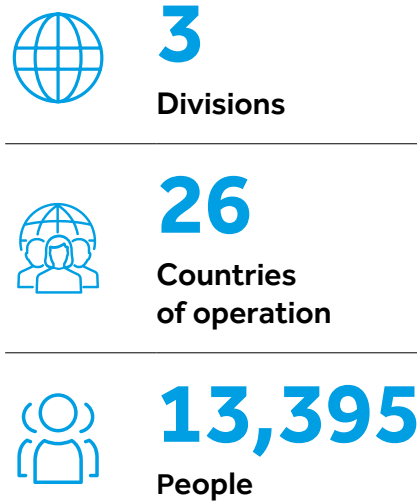 3
Divisions
26
Countries
of operation
13,395
People